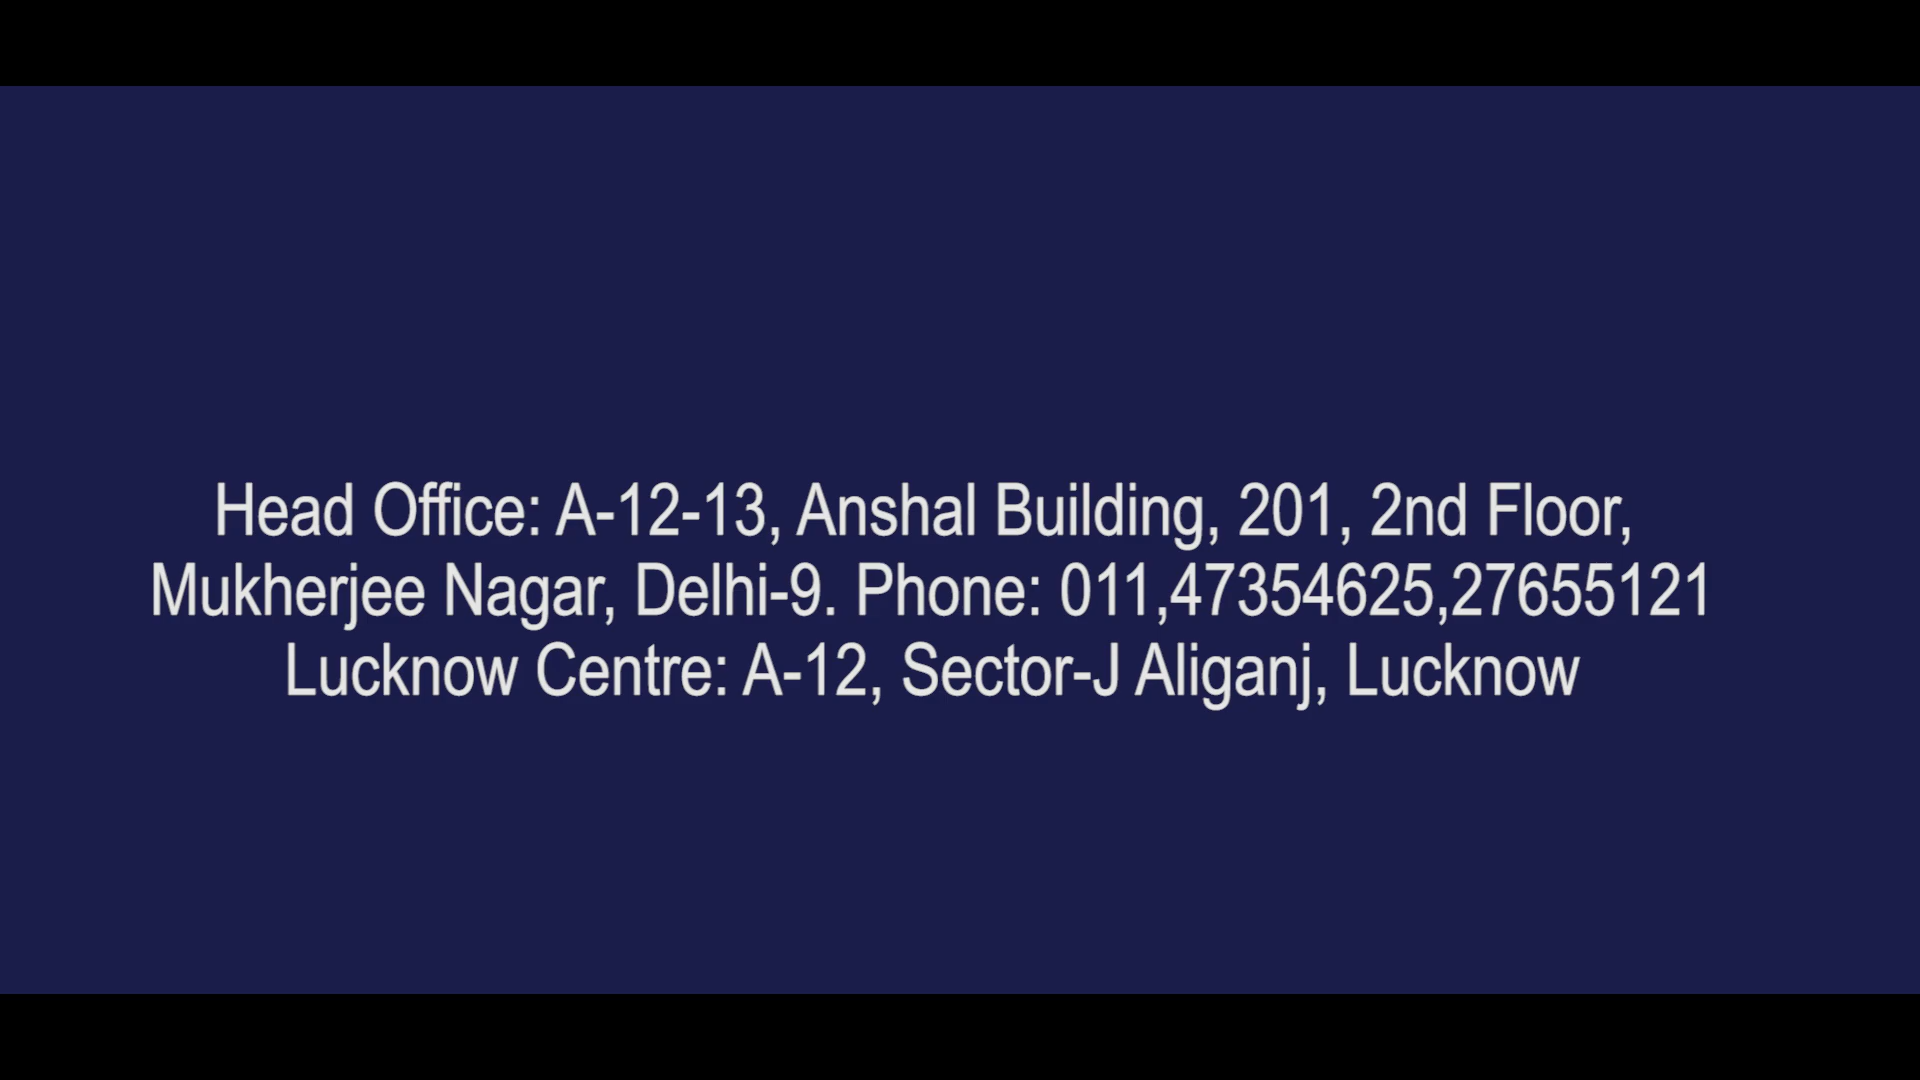 Head Office: A-12-13, Anshal Building, 201, 2nd Floor,
Mukherjee Nagar, Delhi-9. Phone: 011,47354625,27655121
Lucknow Centre: A-12, Sector-J Aliganj, Lucknow